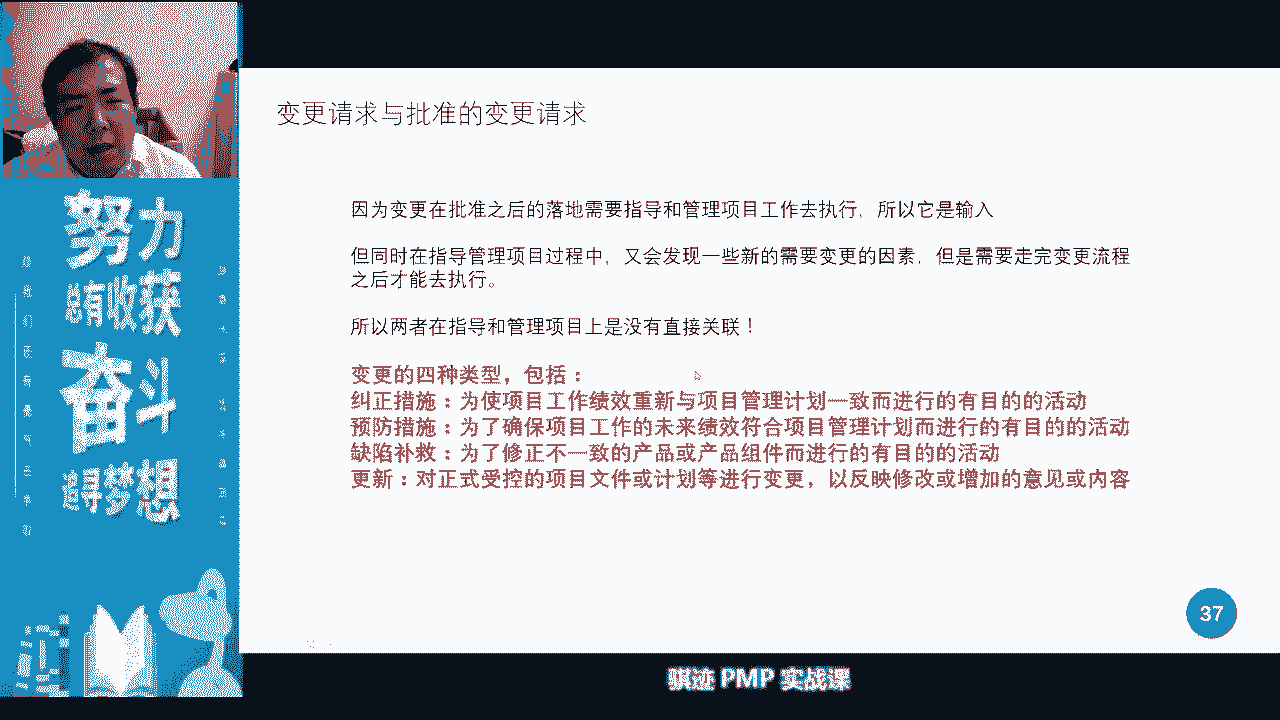 变更请求与批准的变更请求
因为变更在批准之后的落地需要指导和管理项目工作去执行，所以它是输入
但同时在指导管理项目过程中，又会发现一些新的需要变更的因素，但是需要走完变更流程
之后才能去执行。
所以两者在指导和管理项目上是没有直接关联！
变更的四种类型，包括：
纠正措施：为使项目工作绩效重新与项目管理计划一致而进行的有目的的活动
预防措施：为了确保项目工作的未来绩效符合项目管理计划而进行的有目的的活动
缺陷补救：为了修正不一致的产品或产品组件而进行的有目的的活动
更新：对正式受控的项目文件或计划等进行变更，以反映修改或增加的意见或内容
努力
总有收获
奋斗
追寻梦想
37
骐迹 PMP 实战课